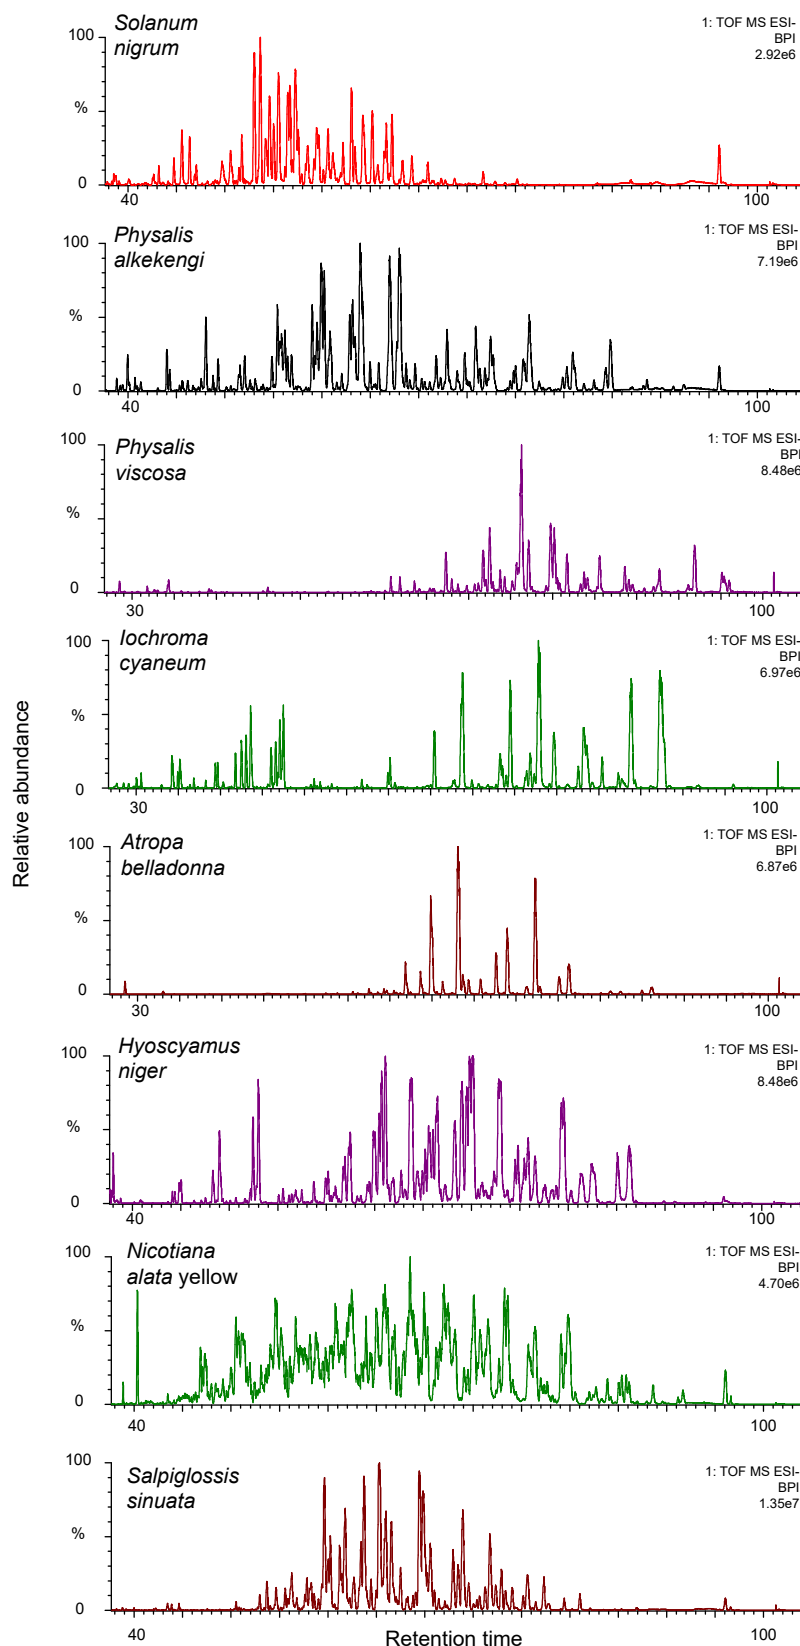 Solanum
nigrum
1: TOF MS ESI-
BPI
2.92e6
100
%
0
40
100
Physalis
alkekengi
1: TOF MS ESI-
BPI
7.19e6
100
%
0
40
100
Physalis
viscosa
1: TOF MS ESI-
BPI
8.48e6
100
%
0
30
100
Iochroma
cyaneum
1: TOF MS ESI-
BPI
6.97e6
100
%
0
30
100
Relative abundance
Atropa
belladonna
1: TOF MS ESI-
BPI
6.87e6
100
%
0
30
100
Hyoscyamus
niger
1: TOF MS ESI-
BPI
8.48e6
100
%
0
40
100
Nicotiana
alata yellow
1: TOF MS ESI-
BPI
4.70e6
100
%
0
40
100
Salpiglossis
sinuata
1: TOF MS ESI-
BPI
1.35e7
100
%
0
40
100
Retention time